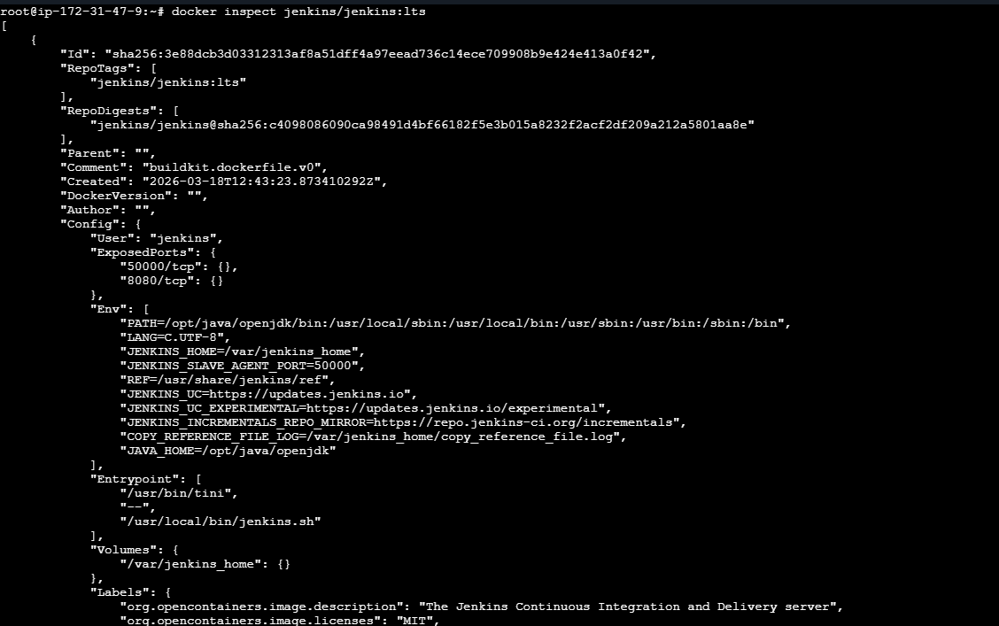 root@ip-172-31-47-9:~# docker inspect jenkins/jenkins:lts
[
    {
        "Id": "sha256:3e88dcb3d03312313af8a51dff4a97eead736c14ece709908b9e424e413a0f42",
        "RepoTags": [
            "jenkins/jenkins:lts"
        ],
        "RepoDigests": [
            "jenkins/jenkins@sha256:c4098086090ca98491d4bf66182f5e3b015a8232f2acf2df209a212a5801aa8e"
        ],
        "Parent": "",
        "Comment": "buildkit.dockerfile.v0",
        "Created": "2026-03-18T12:43:23.873410292Z",
        "DockerVersion": "",
        "Author": "",
        "Config": {
            "User": "jenkins",
            "ExposedPorts": {
                "50000/tcp": {},
                "8080/tcp": {}
            },
            "Env": [
                "PATH=/opt/java/openjdk/bin:/usr/local/sbin:/usr/local/bin:/usr/sbin:/usr/bin:/sbin:/bin",
                "LANG=C.UTF-8",
                "JENKINS_HOME=/var/jenkins_home",
                "JENKINS_SLAVE_AGENT_PORT=50000",
                "REF=/usr/share/jenkins/ref",
                "JENKINS_UC=https://updates.jenkins.io",
                "JENKINS_UC_EXPERIMENTAL=https://updates.jenkins.io/experimental",
                "JENKINS_INCREMENTALS_REPO_MIRROR=https://repo.jenkins-ci.org/incrementals",
                "COPY_REFERENCE_FILE_LOG=/var/jenkins_home/copy_reference_file.log",
                "JAVA_HOME=/opt/java/openjdk"
            ],
            "Entrypoint": [
                "/usr/bin/tini",
                "--",
                "/usr/local/bin/jenkins.sh"
            ],
            "Volumes": {
                "/var/jenkins_home": {}
            },
            "Labels": {
                "org.opencontainers.image.description": "The Jenkins Continuous Integration and Delivery server",
                "org.opencontainers.image.licenses": "MIT",